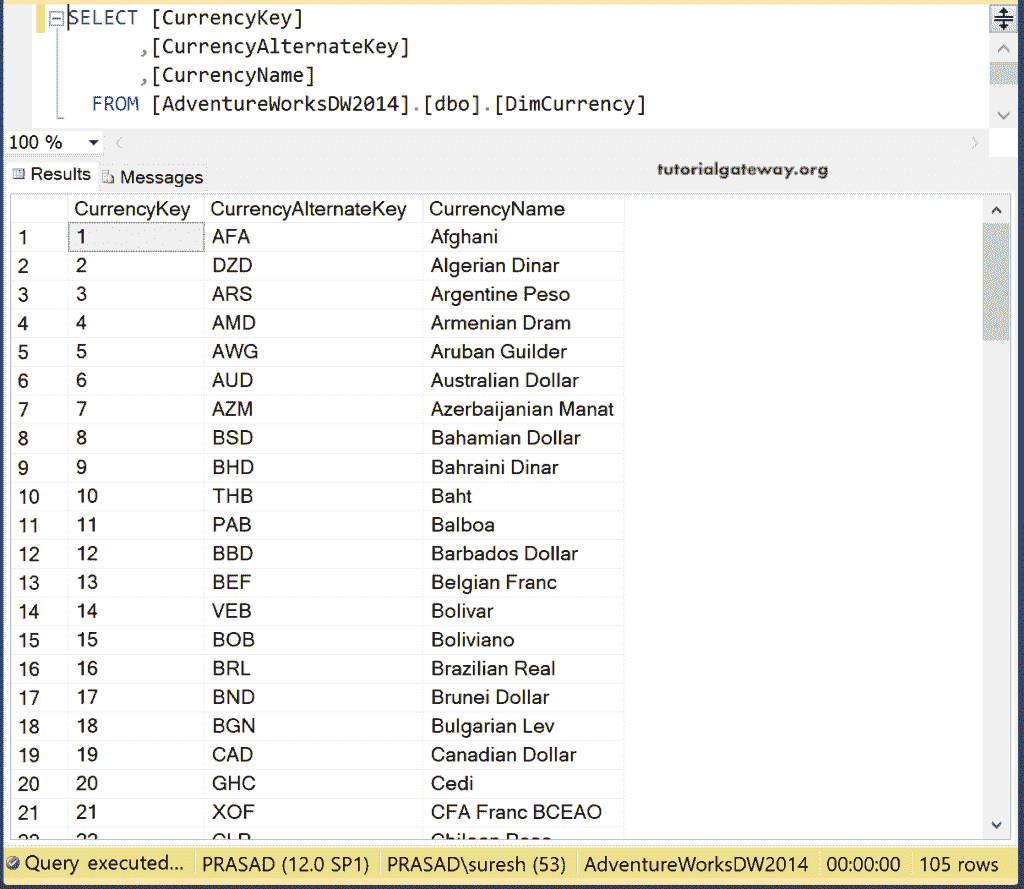 SELECT [CurrencyKey]
,[CurrencyAlternateKey]
,[CurrencyName]
FROM [AdventureWorksDW2014].[dbo].[DimCurrency]
100 %
Results Messages tutorialgateway.org
CurrencyKey CurrencyAlternateKey CurrencyName
1 1 AFA Afghani
2 2 DZD Algerian Dinar
3 3 ARS Argentine Peso
4 4 AMD Armenian Dram
5 5 AWG Aruban Guilder
6 6 AUD Australian Dollar
7 7 AZM Azerbaijanian Manat
8 8 BSD Bahamian Dollar
9 9 BHD Bahraini Dinar
10 10 THB Baht
11 11 PAB Balboa
12 12 BBD Barbados Dollar
13 13 BEF Belgian Franc
14 14 VEB Bolivar
15 15 BOB Boliviano
16 16 BRL Brazilian Real
17 17 BND Brunei Dollar
18 18 BGN Bulgarian Lev
19 19 CAD Canadian Dollar
20 20 GHC Cedi
21 21 XOF CFA Franc BCEAO
Query executed... PRASAD (12.0 SP1) PRASAD\suresh (53) AdventureWorksDW2014 00:00:00 105 rows